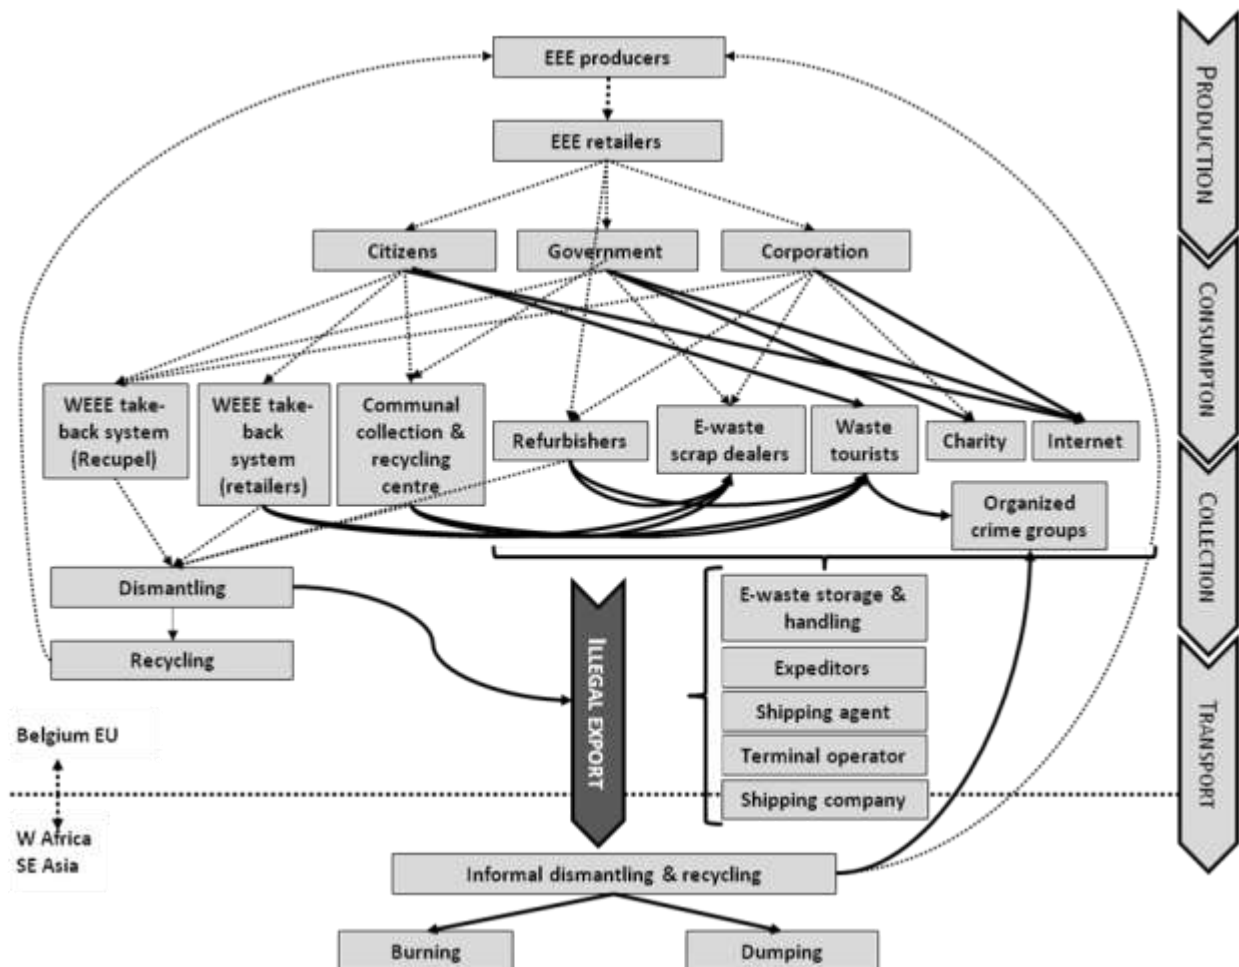 EEE producers
EEE retailers
Citizens
Government
Corporation
WEEE take-
back system
(Recupel)
WEEE take-
back
system
(retailers)
Communal
collection &
recycling
centre
Refurbishers
E-waste
scrap dealers
Waste
tourists
Charity
Internet
Organized
crime groups
Dismantling
Recycling
ILLEGAL EXPORT
E-waste storage &
handling
Expeditors
Shipping agent
Terminal operator
Shipping company
Belgium EU
W Africa
SE Asia
Informal dismantling & recycling
Burning
Dumping
PRODUCTION
CONSUMPTON
COLLECTION
TRANSPORT